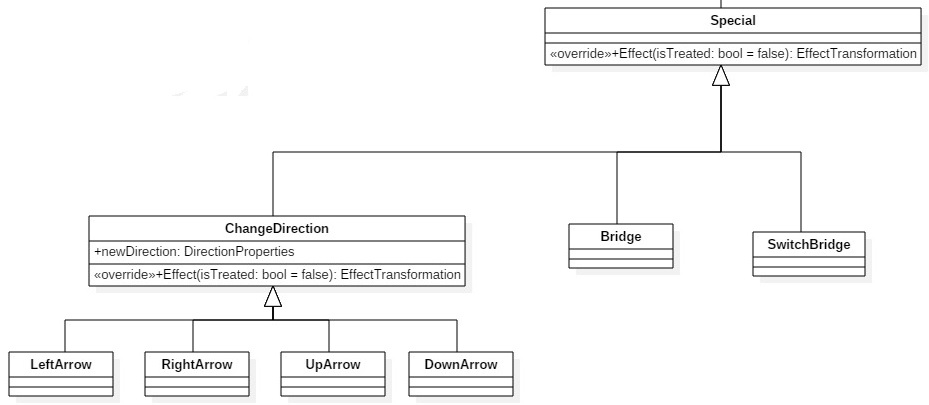 Special
«override»+Effect(isTreated: bool = false): EffectTransformation
ChangeDirection
+newDirection: DirectionProperties
«override»+Effect(isTreated: bool = false): EffectTransformation
Bridge
SwitchBridge
LeftArrow
RightArrow
UpArrow
DownArrow